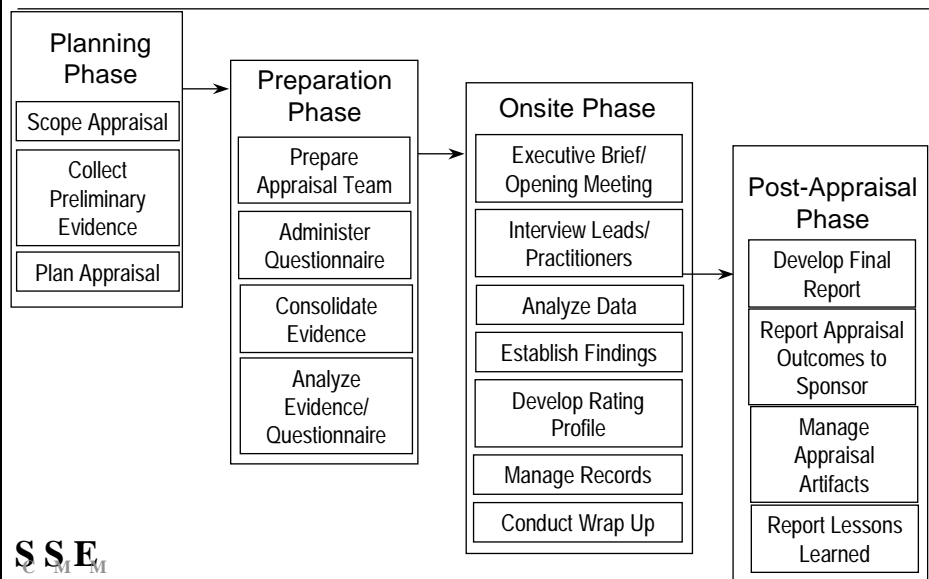 Planning
Phase
Scope Appraisal
Collect
Preliminary
Evidence
Plan Appraisal
Preparation
Phase
Prepare
Appraisal Team
Administer
Questionnaire
Consolidate
Evidence
Analyze
Evidence/
Questionnaire
Onsite Phase
Executive Brief/
Opening Meeting
Interview Leads/
Practitioners
Analyze Data
Establish Findings
Develop Rating
Profile
Manage Records
Conduct Wrap Up
Post-Appraisal
Phase
Develop Final
Report
Report Appraisal
Outcomes to
Sponsor
Manage
Appraisal
Artifacts
Report Lessons
Learned
S S E
C M M